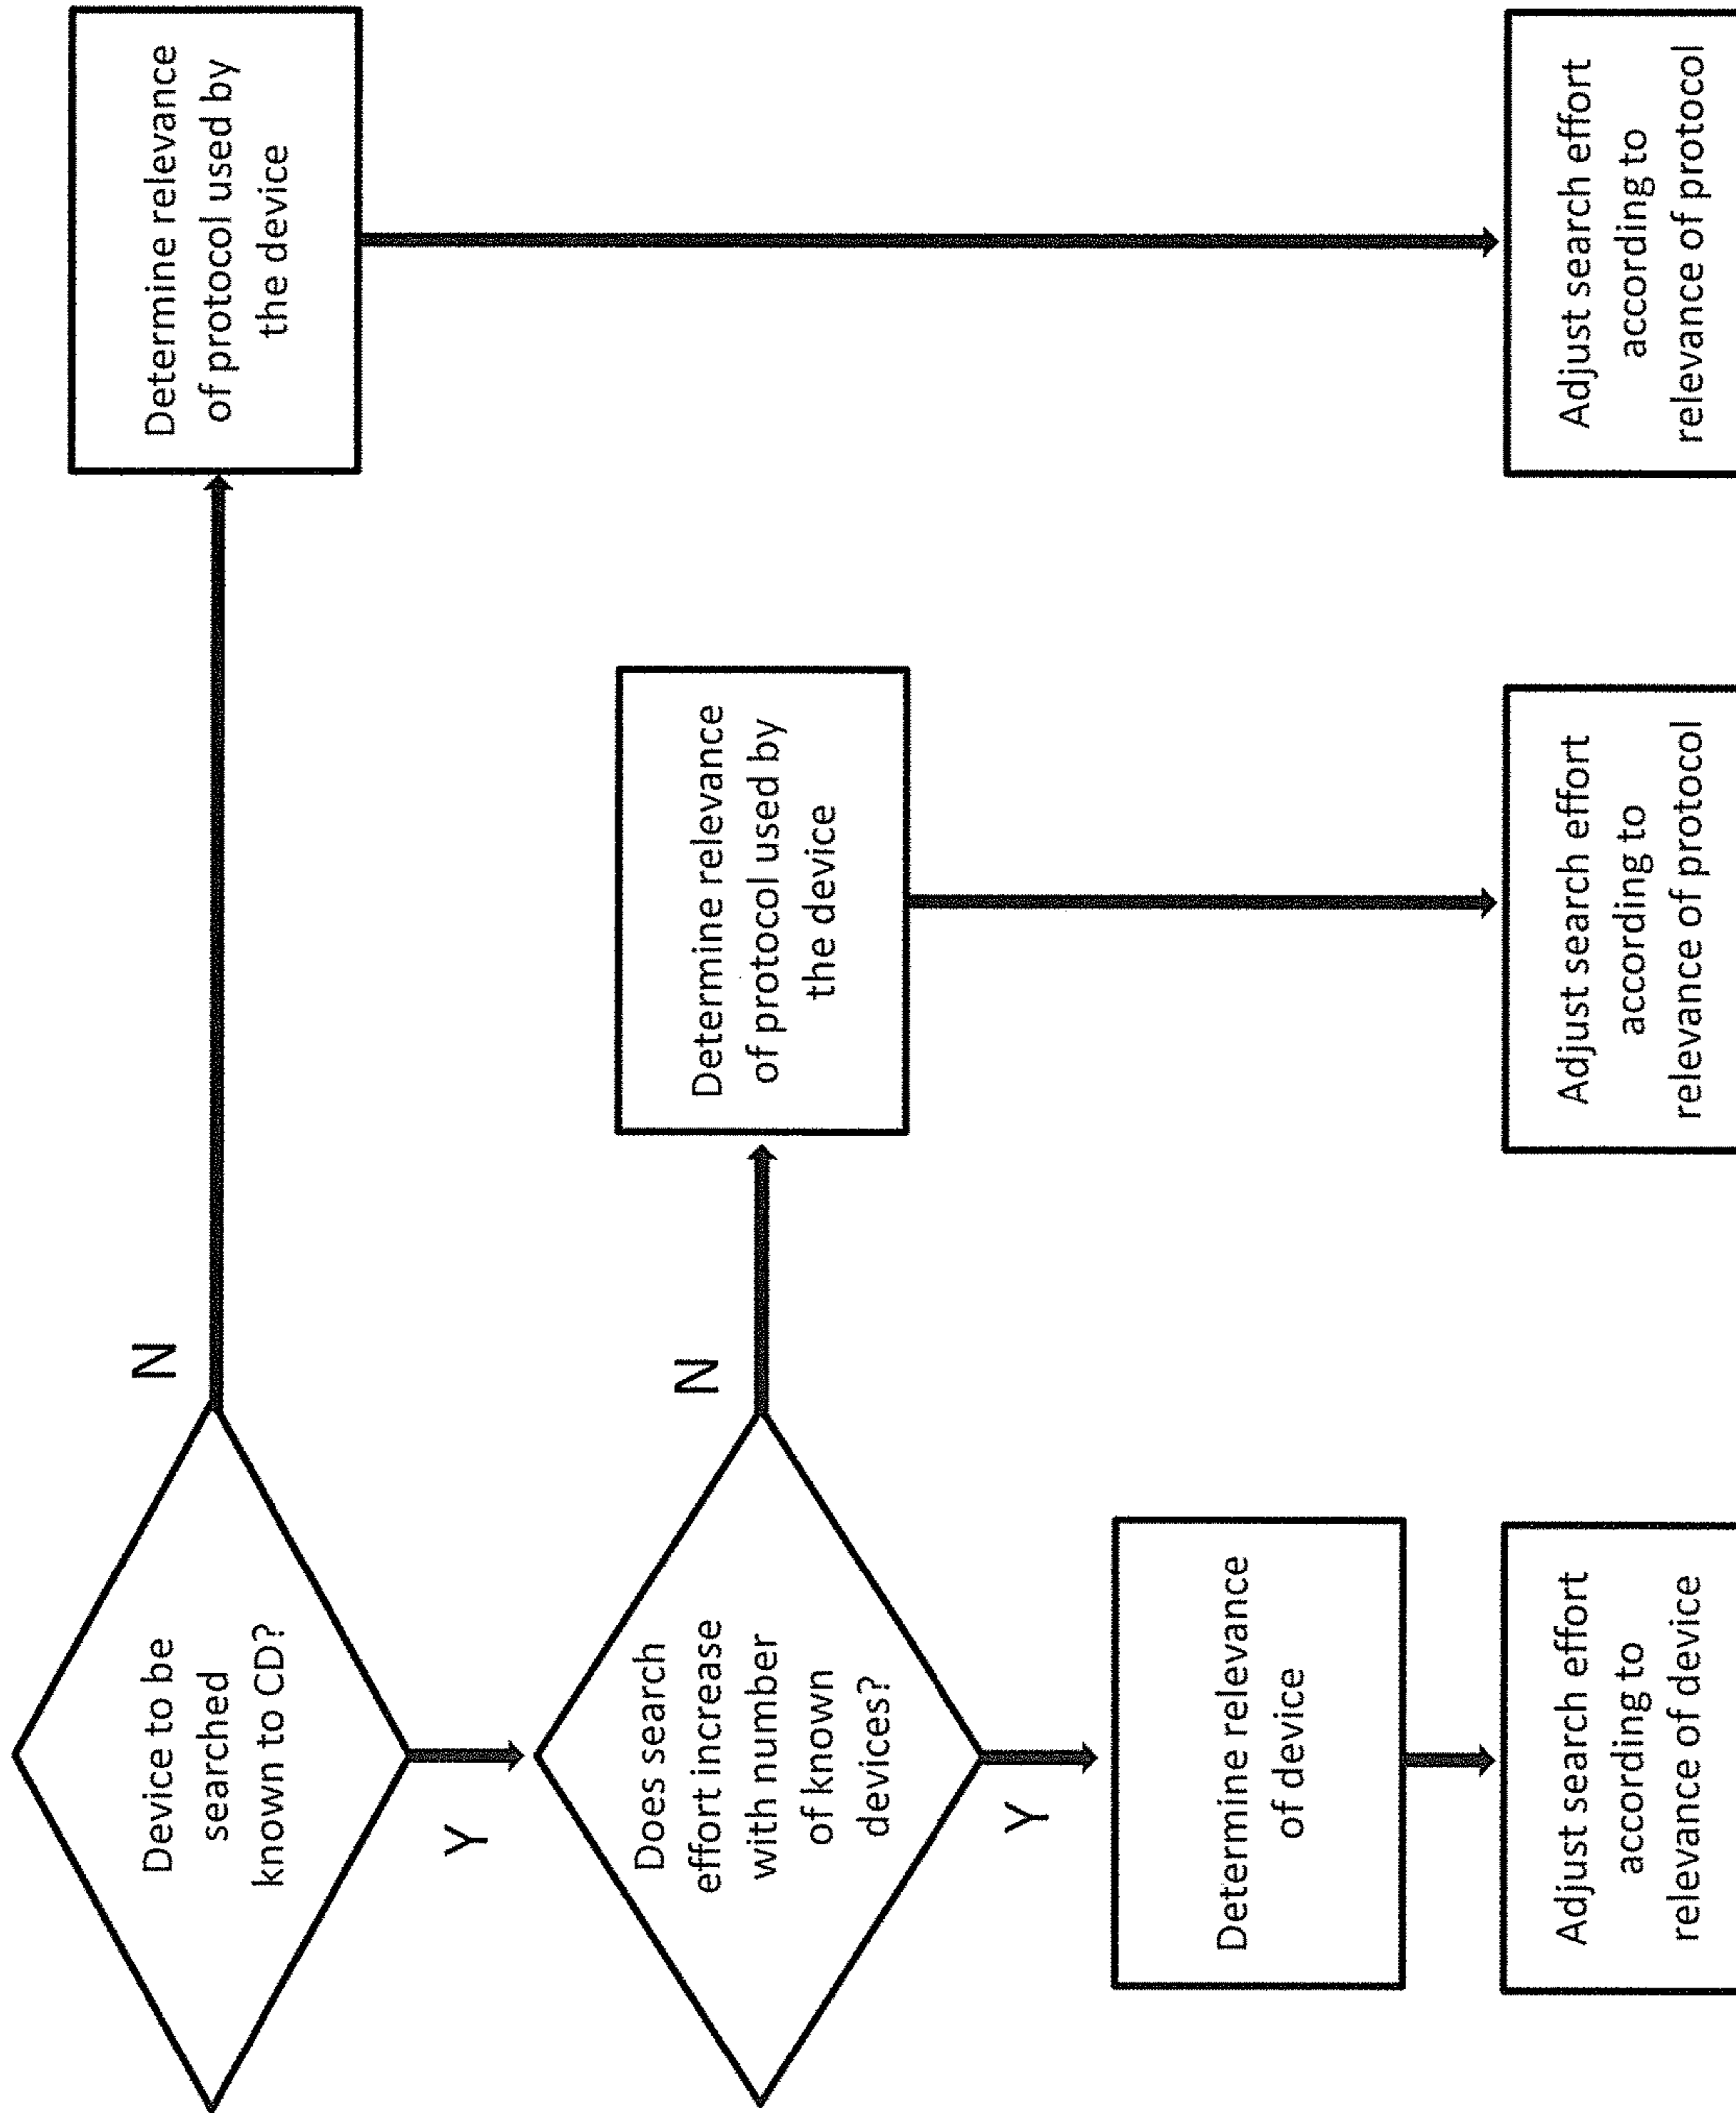 Device to be
searched
known to CD?
N
Determine relevance
of protocol used by
the device
Y
Does search
effort increase
with number
of known
devices?
N
Determine relevance
of protocol used by
the device
Y
Determine relevance
of device
Adjust search effort
according to
relevance of device
Adjust search effort
according to
relevance of protocol
Adjust search effort
according to
relevance of protocol